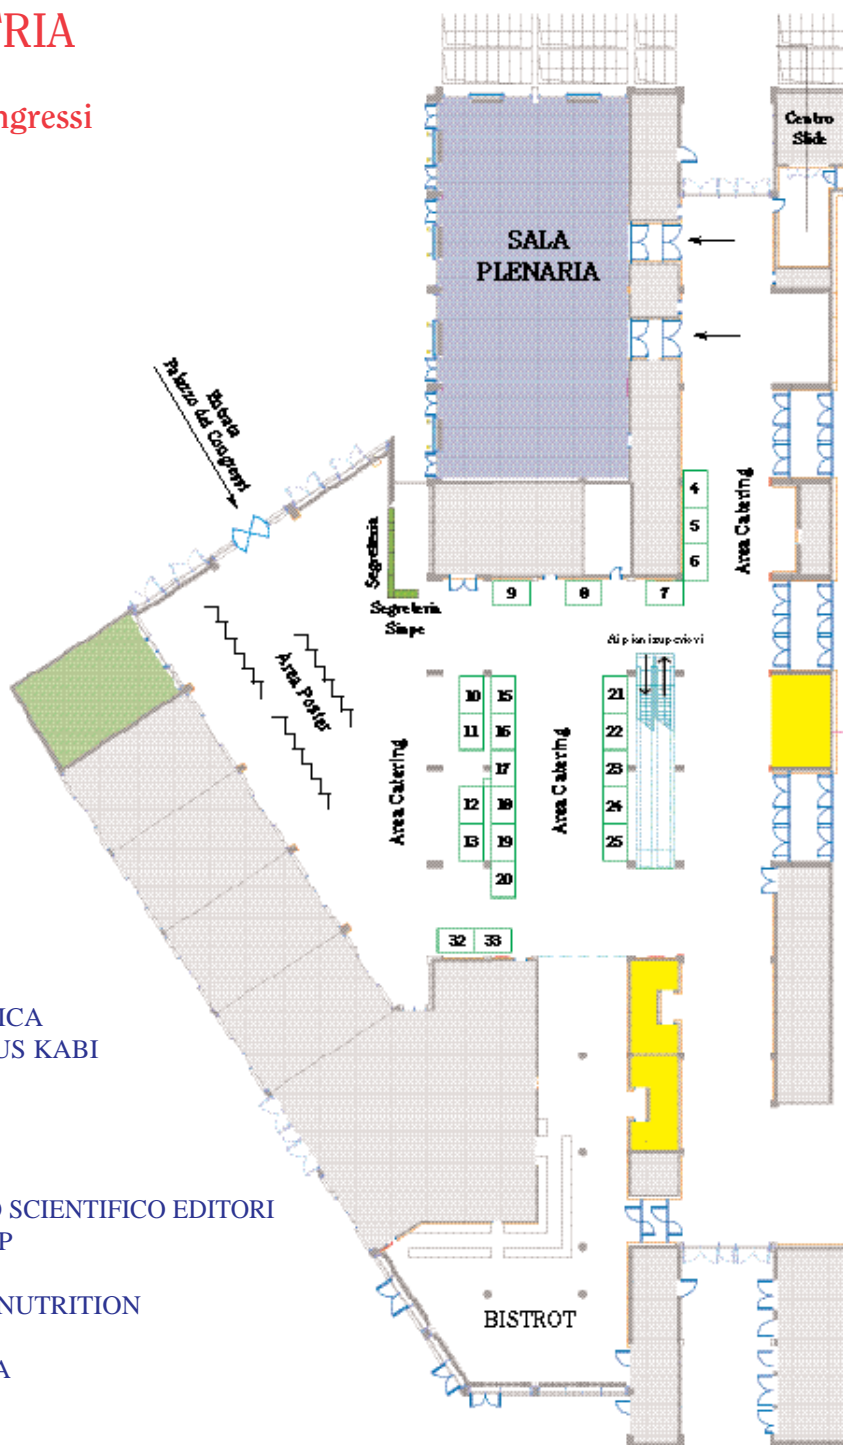 TRIA
ngressi
Centro
Slide
SALA
PLENARIA
Entrata
Palazzo dei Congressi
4
5
6
Area Catering
Segreteria
Segreteria
Sinpe
9
8
7
Ai piani superiori
Area Poster
10
15
11
16
17
12
18
13
19
20
Area Catering
Area Catering
21
22
23
24
25
32
33
ICA
US KABI
O SCIENTIFICO EDITORI
P
NUTRITION
A
BISTROT